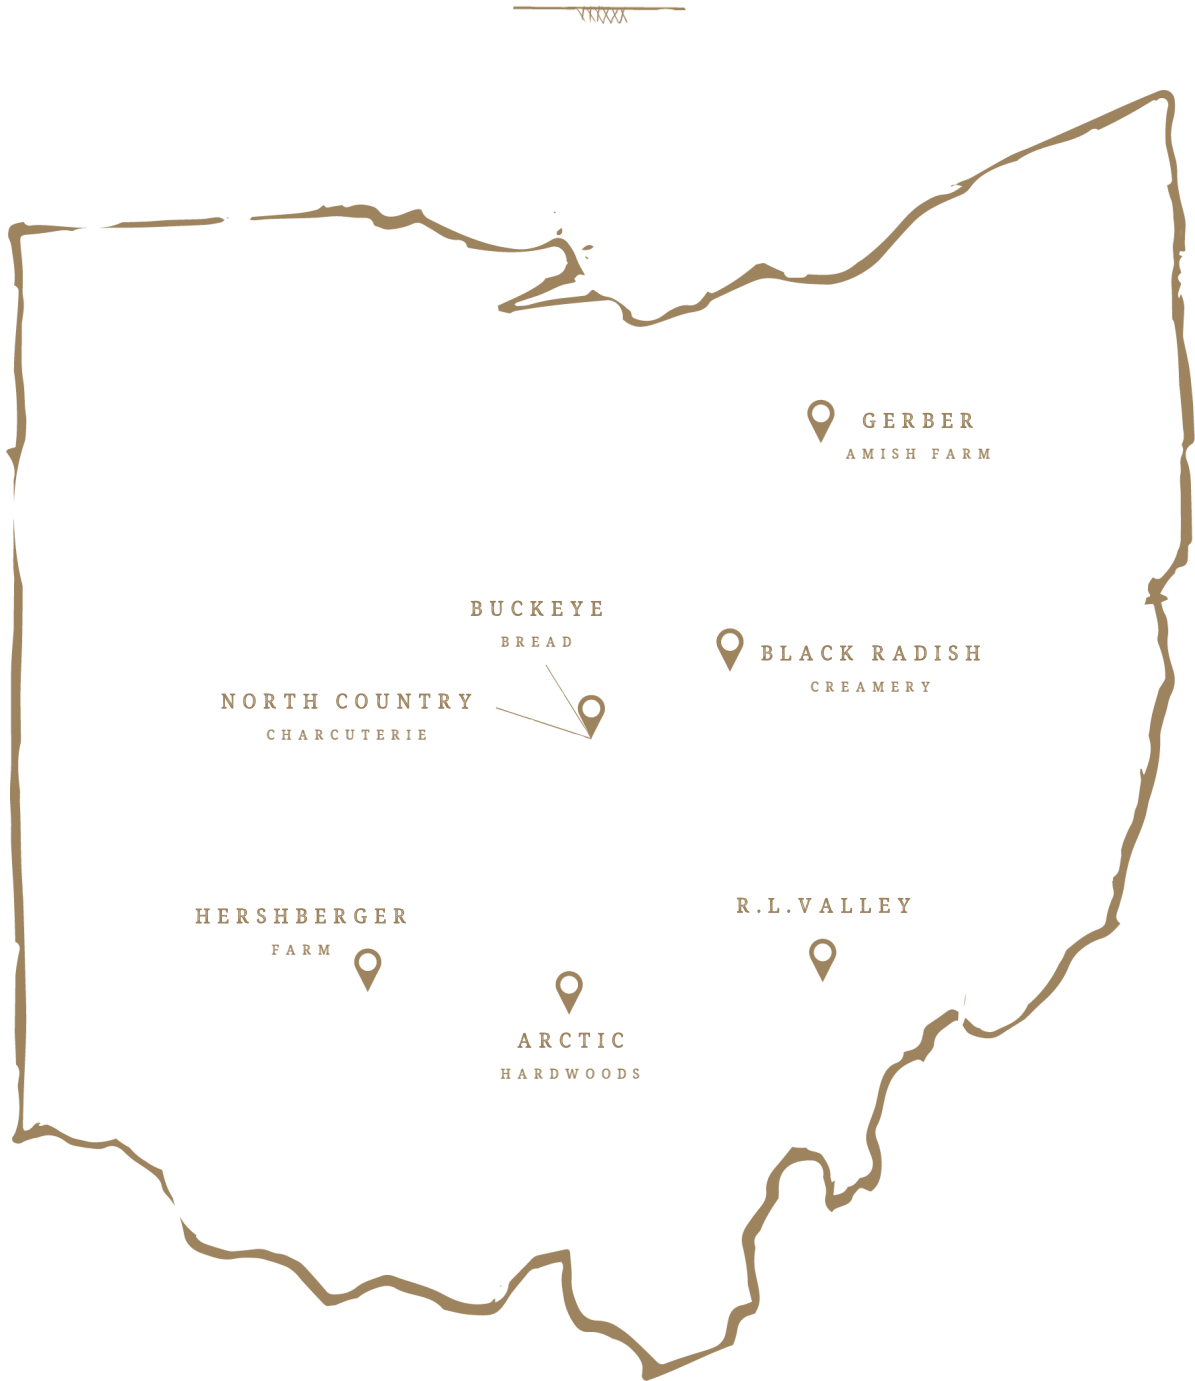 GERBER
AMISH FARM
BUCKEYE
BREAD
BLACK RADISH
CREAMERY
NORTH COUNTRY
CHARCUTERIE
HERSHBERGER
FARM
R.L.VALLEY
ARCTIC
HARDWOODS